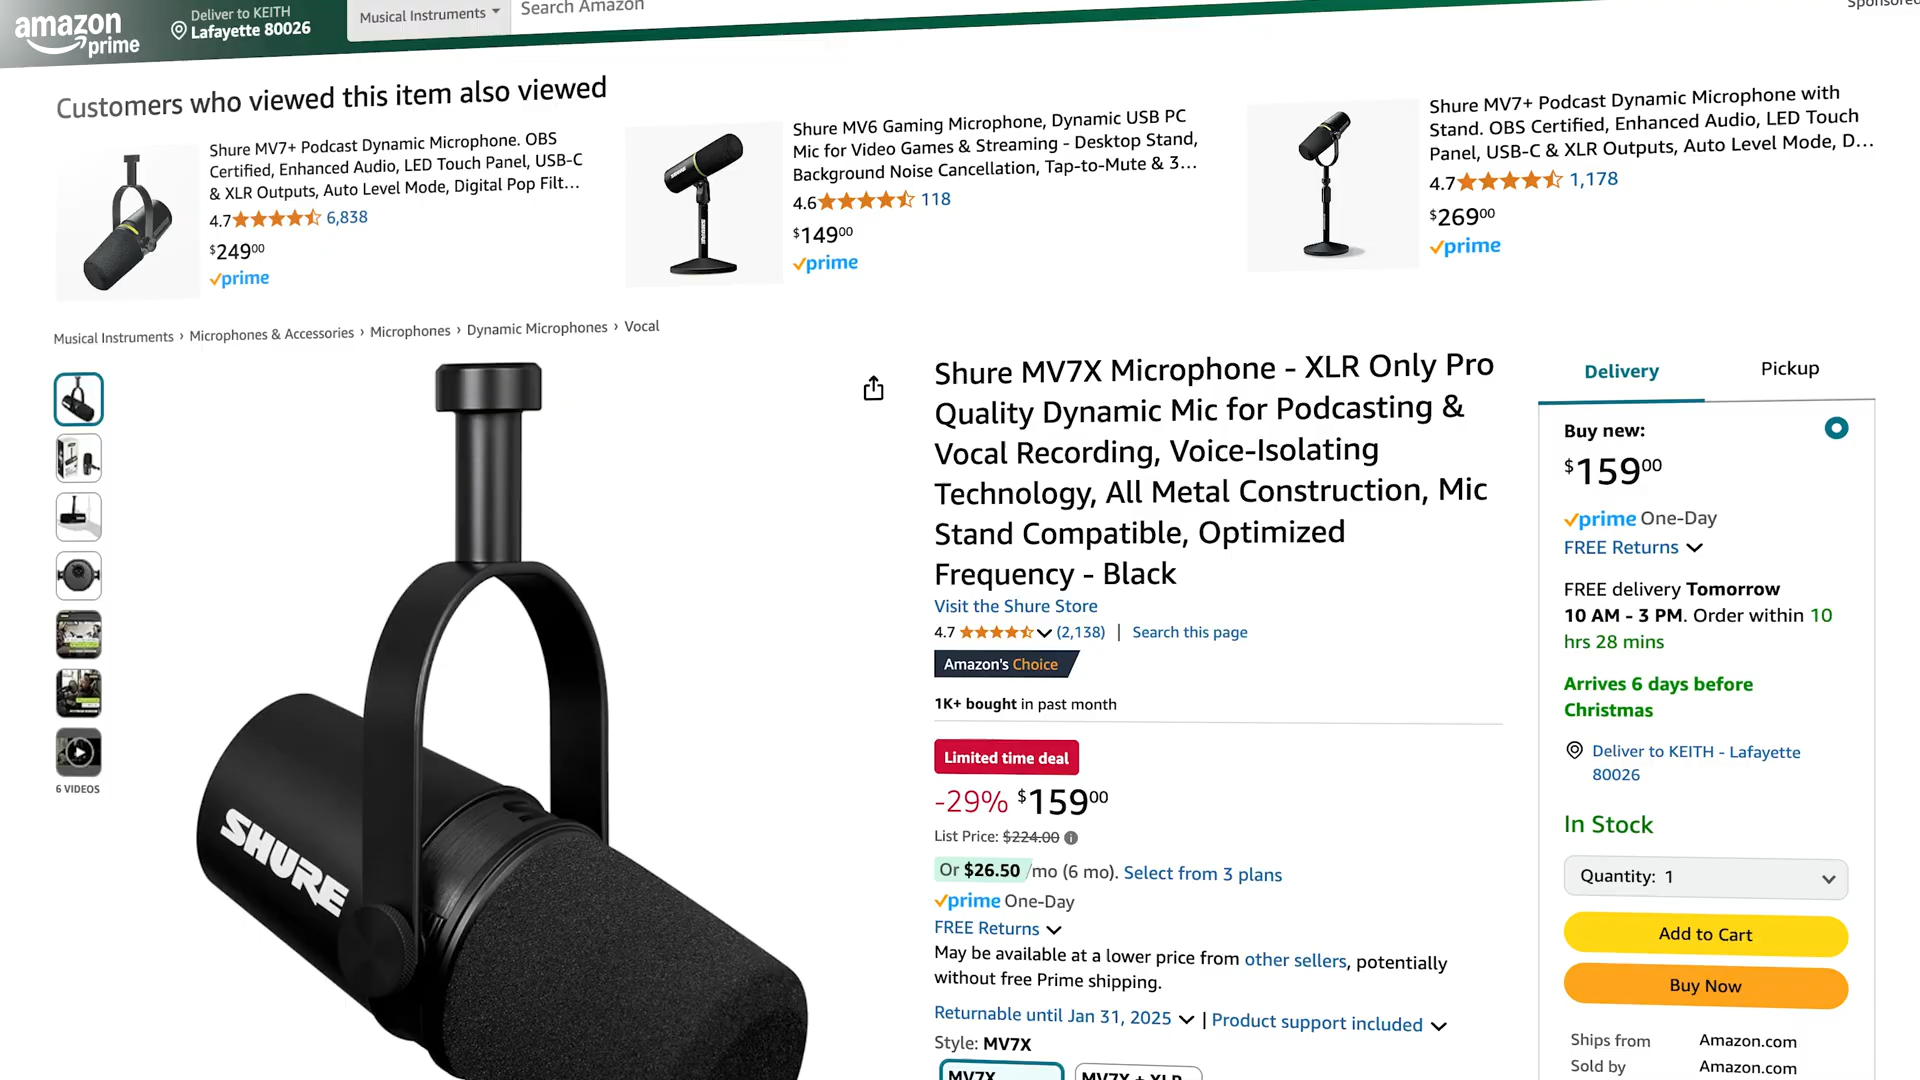 amazon
prime
Deliver to KEITH
Lafayette 80026
Musical Instruments
Search Amazon
Sponsored
Customers who viewed this item also viewed
Shure MV7+ Podcast Dynamic Microphone. OBS
Certified, Enhanced Audio, LED Touch Panel, USB-C
& XLR Outputs, Auto Level Mode, Digital Pop Filt...
4.7 6,838
$24900
prime
Shure MV6 Gaming Microphone, Dynamic USB PC
Mic for Video Games & Streaming - Desktop Stand,
Background Noise Cancellation, Tap-to-Mute & 3...
4.6 118
$14900
prime
Shure MV7+ Podcast Dynamic Microphone with
Stand. OBS Certified, Enhanced Audio, LED Touch
Panel, USB-C & XLR Outputs, Auto Level Mode, D...
4.7 1,178
$26900
prime
Musical Instruments › Microphones & Accessories › Microphones › Dynamic Microphones › Vocal
6 VIDEOS
SHURE
Shure MV7X Microphone - XLR Only Pro
Quality Dynamic Mic for Podcasting &
Vocal Recording, Voice-Isolating
Technology, All Metal Construction, Mic
Stand Compatible, Optimized
Frequency - Black
Visit the Shure Store
4.7 (2,138) | Search this page
Amazon's Choice
1K+ bought in past month
Limited time deal
-29% $15900
List Price: $224.00
Or $26.50 /mo (6 mo). Select from 3 plans
prime One-Day
FREE Returns
May be available at a lower price from other sellers, potentially
without free Prime shipping.
Returnable until Jan 31, 2025 | Product support included
Style: MV7X
MV7X
MV7X + XLR
Delivery
Pickup
Buy new:
$15900
prime One-Day
FREE Returns
FREE delivery Tomorrow
10 AM - 3 PM. Order within 10
hrs 28 mins
Arrives 6 days before
Christmas
Deliver to KEITH - Lafayette
80026
In Stock
Quantity: 1
Add to Cart
Buy Now
Ships from Amazon.com
Sold by Amazon.com